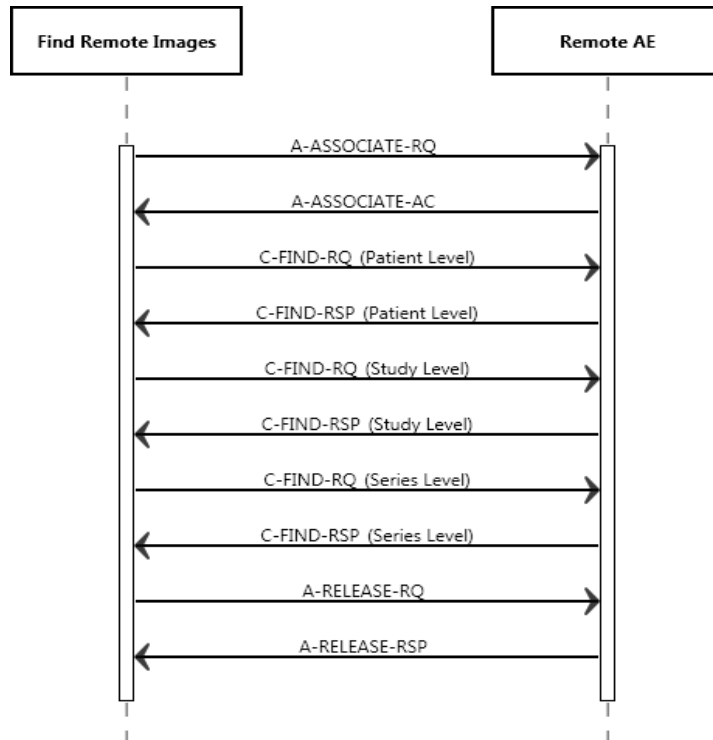 Find Remote Images
Remote AE
A-ASSOCIATE-RQ
A-ASSOCIATE-AC
C-FIND-RQ (Patient Level)
C-FIND-RSP (Patient Level)
C-FIND-RQ (Study Level)
C-FIND-RSP (Study Level)
C-FIND-RQ (Series Level)
C-FIND-RSP (Series Level)
A-RELEASE-RQ
A-RELEASE-RSP